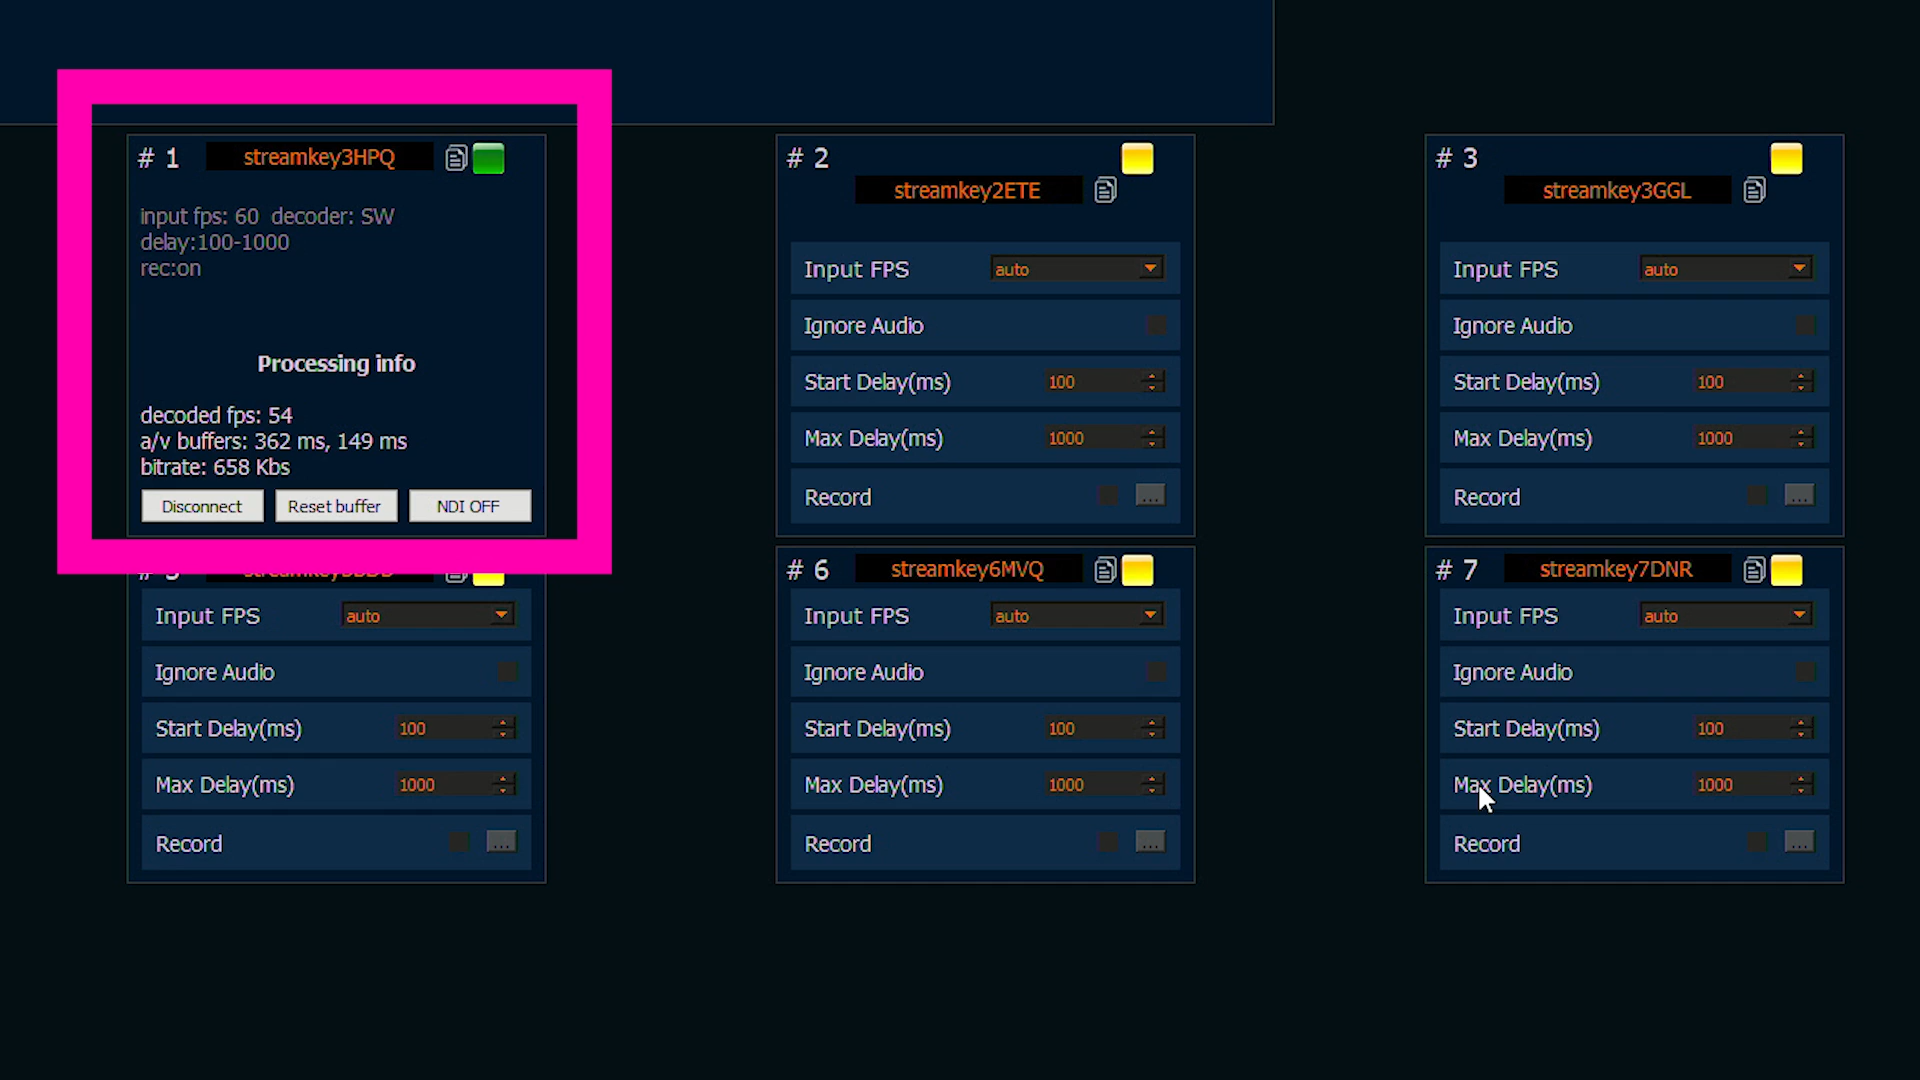 # 1 streamkey3HPQ
input fps: 60 decoder: SW
delay:100-1000
rec:on
Processing info
decoded fps: 54
a/v buffers: 362 ms, 149 ms
bitrate: 658 Kbs
Disconnect Reset buffer NDI OFF
# 2
streamkey2ETE
Input FPS auto
Ignore Audio
Start Delay(ms) 100
Max Delay(ms) 1000
Record ...
# 3
streamkey3GGL
Input FPS auto
Ignore Audio
Start Delay(ms) 100
Max Delay(ms) 1000
Record ...
Input FPS auto
Ignore Audio
Start Delay(ms) 100
Max Delay(ms) 1000
Record ...
# 6 streamkey6MVQ
Input FPS auto
Ignore Audio
Start Delay(ms) 100
Max Delay(ms) 1000
Record ...
# 7 streamkey7DNR
Input FPS auto
Ignore Audio
Start Delay(ms) 100
Max Delay(ms) 1000
Record ...